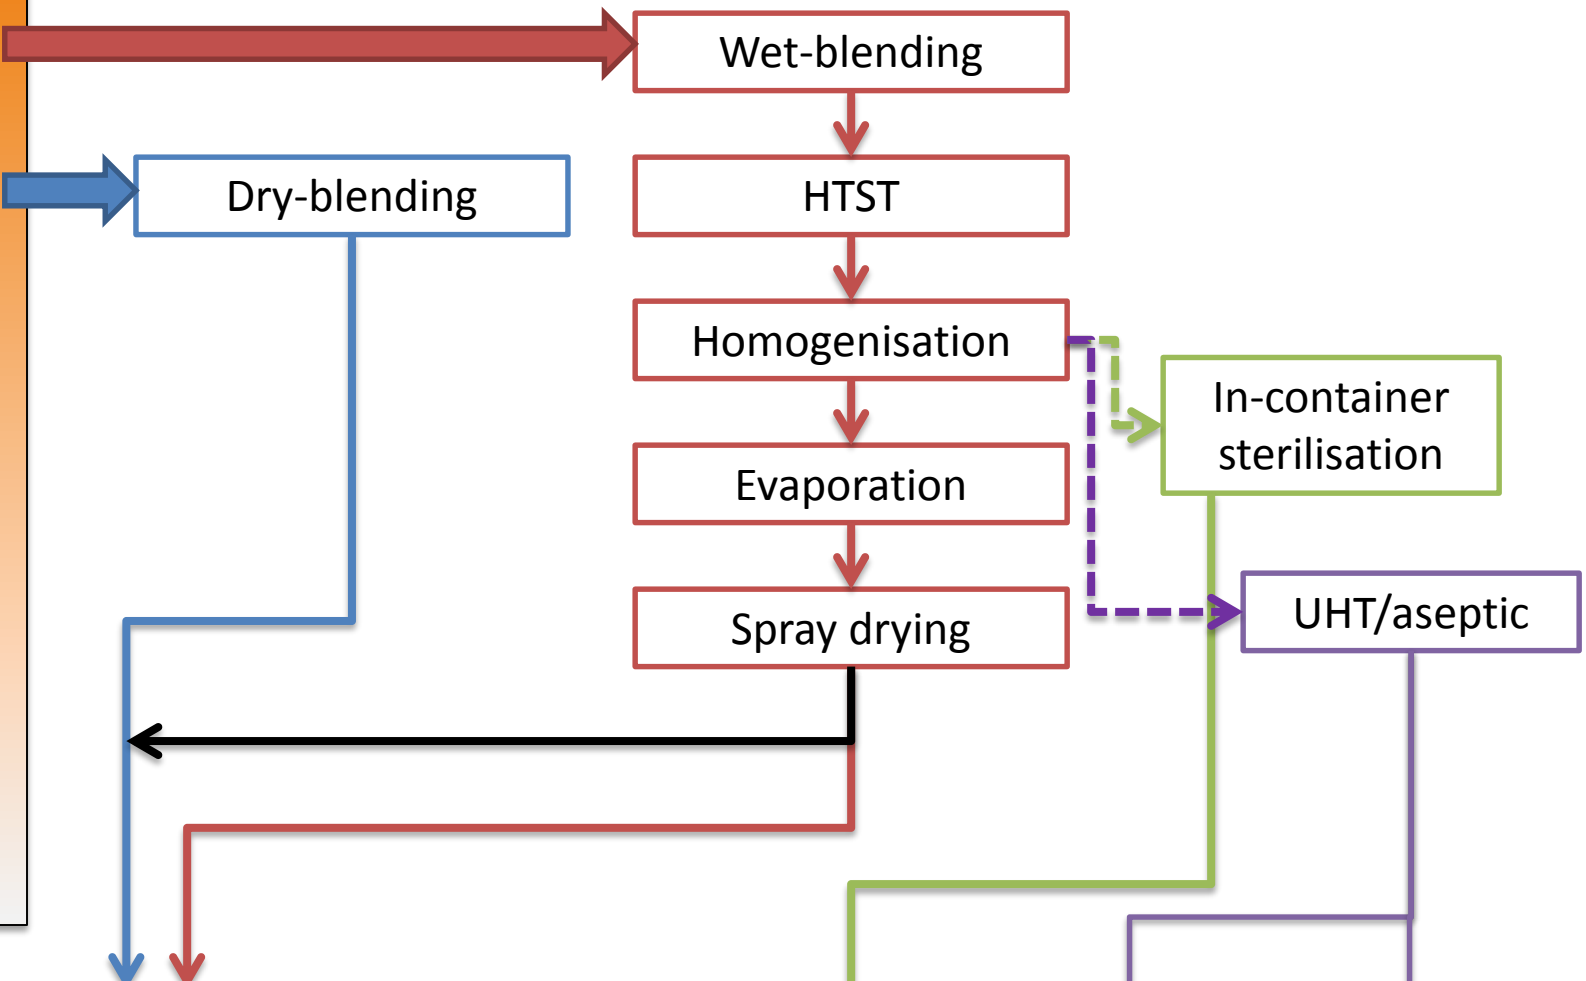 Wet-blending
Dry-blending
HTST
Homogenisation
In-container
sterilisation
Evaporation
UHT/aseptic
Spray drying